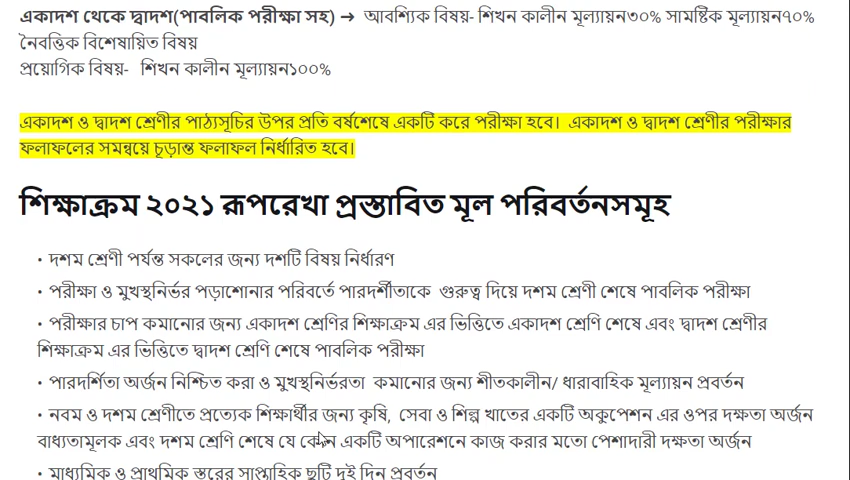 একাদশ থেকে দ্বাদশ(পাবলিক পরীক্ষা সহ) → আবশ্যিক বিষয়- শিখন কালীন মূল্যায়ন৩০% সামষ্টিক মূল্যায়ন৭০%
নৈবত্তিক বিশেষায়িত বিষয়
প্রয়োগিক বিষয়- শিখন কালীন মূল্যায়ন১০০%
একাদশ ও দ্বাদশ শ্রেণীর পাঠ্যসূচির উপর প্রতি বর্ষশেষে একটি করে পরীক্ষা হবে। একাদশ ও দ্বাদশ শ্রেণীর পরীক্ষার
ফলাফলের সমন্বয়ে চূড়ান্ত ফলাফল নির্ধারিত হবে।
শিক্ষাক্রম ২০২১ রূপরেখা প্রস্তাবিত মূল পরিবর্তনসমূহ
• দশম শ্রেণী পর্যন্ত সকলের জন্য দশটি বিষয় নির্ধারণ
• পরীক্ষা ও মুখস্থনির্ভর পড়াশোনার পরিবর্তে পারদর্শীতাকে গুরুত্ব দিয়ে দশম শ্রেণী শেষে পাবলিক পরীক্ষা
• পরীক্ষার চাপ কমানোর জন্য একাদশ শ্রেণির শিক্ষাক্রম এর ভিত্তিতে একাদশ শ্রেণি শেষে এবং দ্বাদশ শ্রেণীর
শিক্ষাক্রম এর ভিত্তিতে দ্বাদশ শ্রেণি শেষে পাবলিক পরীক্ষা
• পারদর্শিতা অর্জন নিশ্চিত করা ও মুখস্থনির্ভরতা কমানোর জন্য শীতকালীন/ ধারাবাহিক মূল্যায়ন প্রবর্তন
• নবম ও দশম শ্রেণীতে প্রত্যেক শিক্ষার্থীর জন্য কৃষি, সেবা ও শিল্প খাতের একটি অকুপেশন এর ওপর দক্ষতা অর্জন
বাধ্যতামূলক এবং দশম শ্রেণি শেষে যে কোন একটি অপারেশনে কাজ করার মতো পেশাদারী দক্ষতা অর্জন
• মাধ্যমিক ও প্রাথমিক স্তরের সাপ্তাহিক ছুটি দুই দিন প্রবর্তন